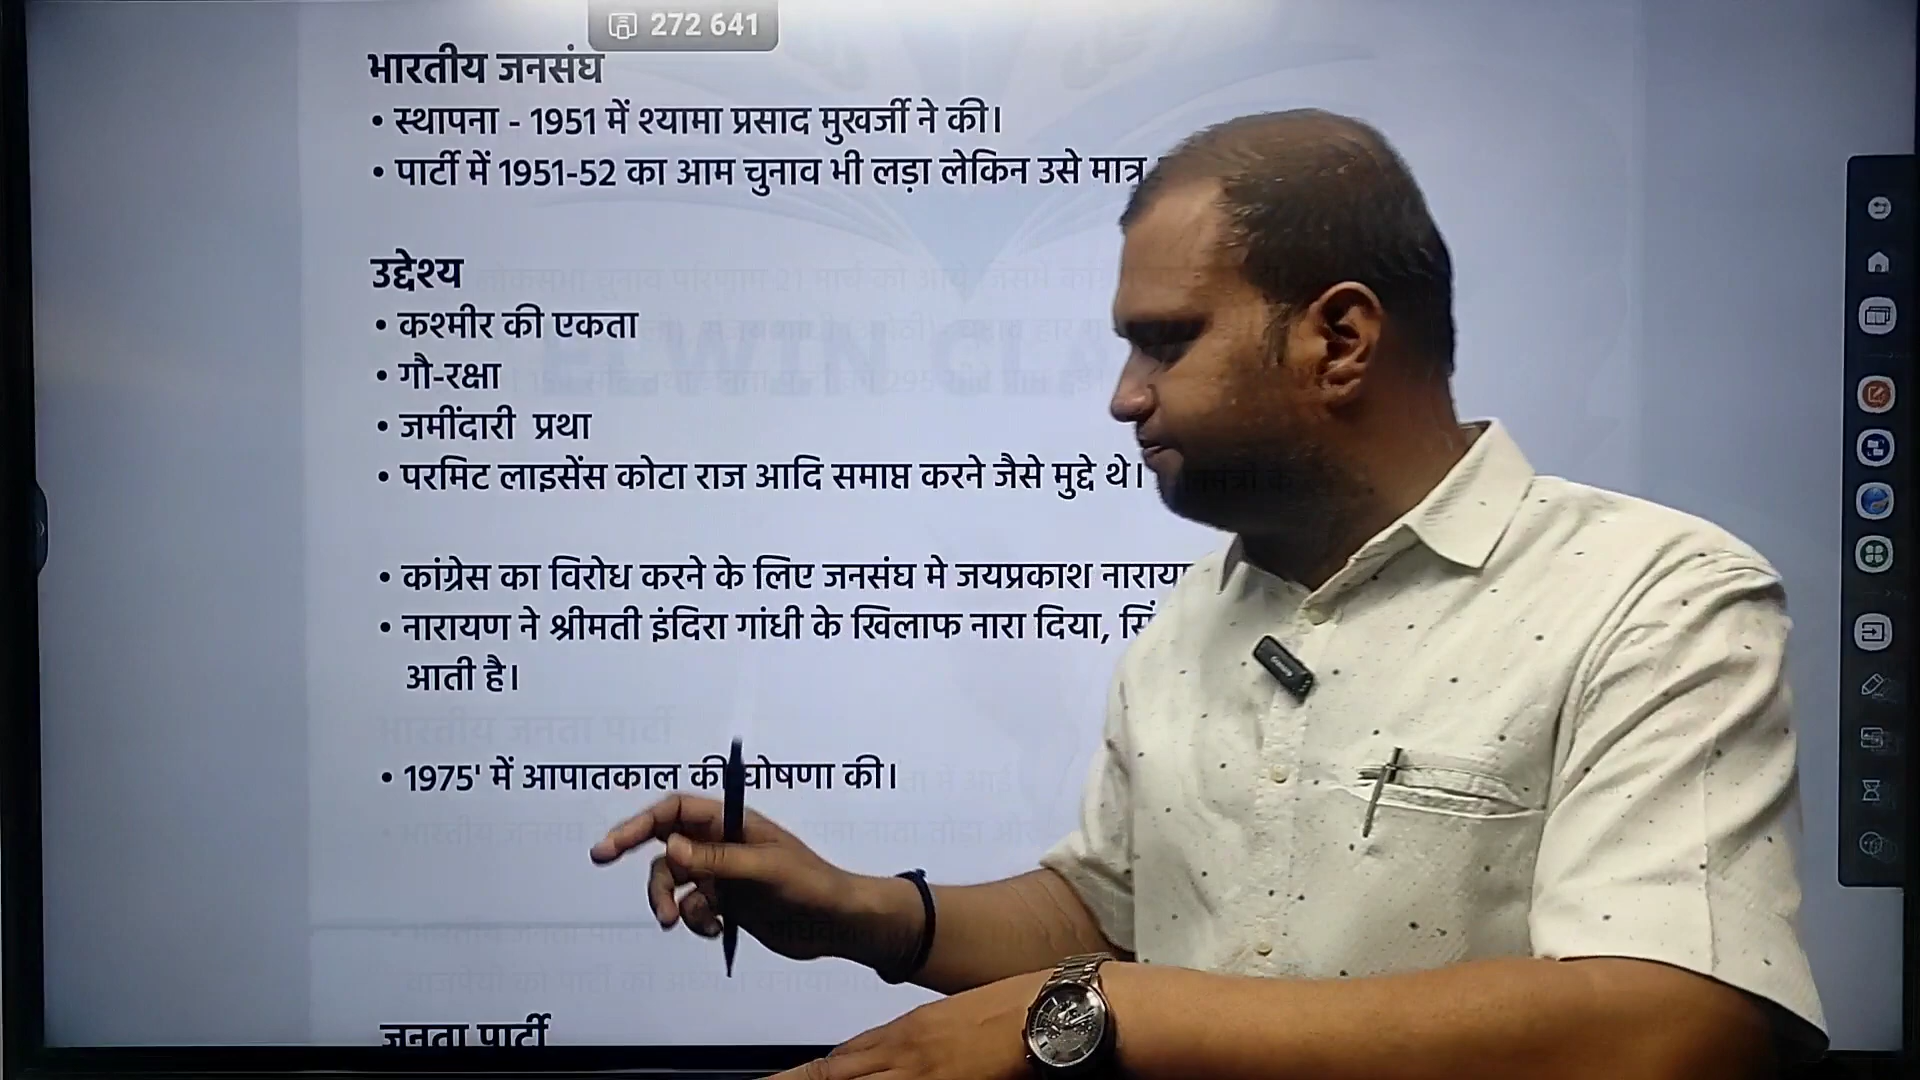 272 641
भारतीय जनसंघ
• स्थापना - 1951 में श्यामा प्रसाद मुखर्जी ने की।
• पार्टी में 1951-52 का आम चुनाव भी लड़ा लेकिन उसे मात्र
उद्देश्य
• कश्मीर की एकता
• गौ-रक्षा
• जमींदारी प्रथा
• परमिट लाइसेंस कोटा राज आदि समाप्त करने जैसे मुद्दे थे।
• कांग्रेस का विरोध करने के लिए जनसंघ मे जयप्रकाश
• नारायण ने श्रीमती इंदिरा गांधी के खिलाफ नारा दिया,
आती है।
भारतीय जनता पार्टी
• 1975' में आपातकाल की घोषणा की।
जनता पार्टी